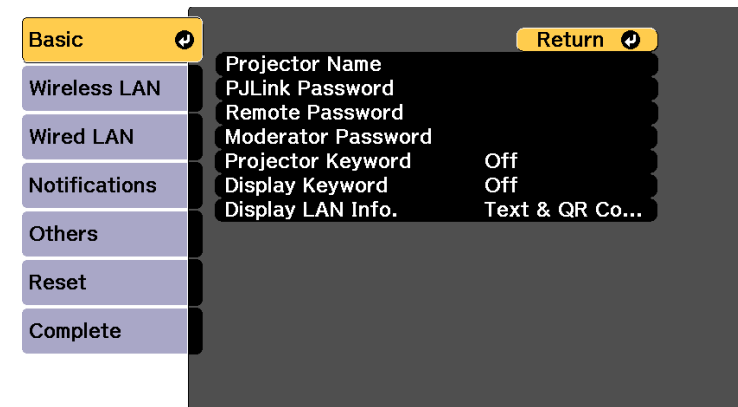 Basic
Wireless LAN
Wired LAN
Notifications
Others
Reset
Complete
Return
Projector Name
PJLink Password
Remote Password
Moderator Password
Projector Keyword Off
Display Keyword Off
Display LAN Info. Text & QR Co...